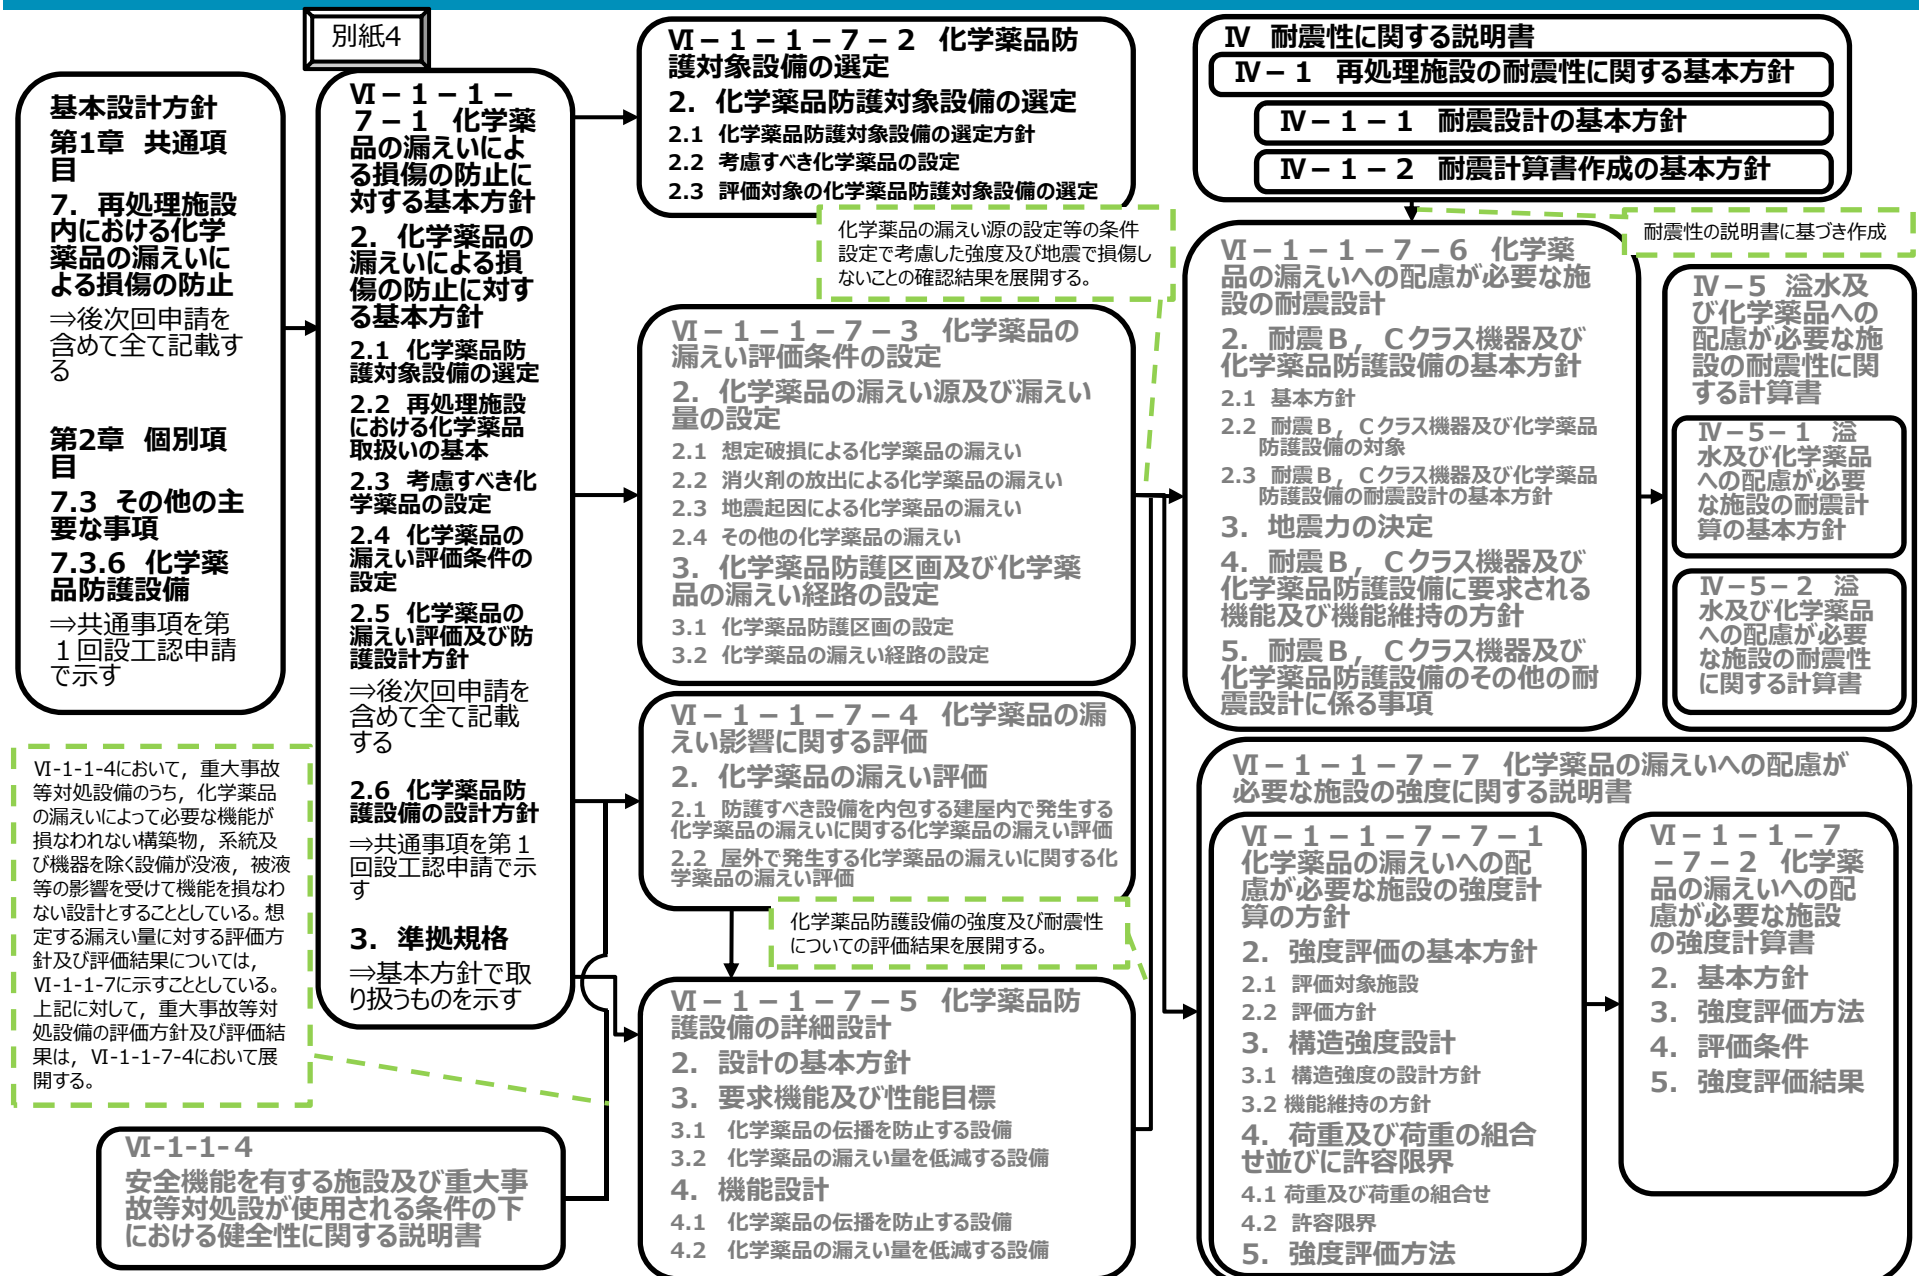 別紙4
基本設計方針
第1章 共通項
目
7. 再処理施設
内における化学
薬品の漏えいに
よる損傷の防止
⇒後次回申請を
含めて全て記載す
る
第2章 個別項
目
7.3 その他の主
要な事項
7.3.6 化学薬
品防護設備
⇒共通事項を第
1回設工認申請
で示す
Ⅵ-1-1-4において，重大事故
等対処設備のうち，化学薬品
の漏えいによって必要な機能が
損なわれない構築物，系統及
び機器を除く設備が没液，被液
等の影響を受けて機能を損なわ
ない設計とすることとしている。想
定する漏えい量に対する評価方
針及び評価結果については，
Ⅵ-1-1-7に示すこととしている。
上記に対して，重大事故等対
処設備の評価方針及び評価結
果は，Ⅵ-1-1-7-4において展
開する。
Ⅵ-1-1-4
安全機能を有する施設及び重大事
故等対処設が使用される条件の下
における健全性に関する説明書
Ⅵ－１－１－
７－１ 化学薬
品の漏えいによ
る損傷の防止に
対する基本方針
2. 化学薬品の
漏えいによる損
傷の防止に対す
る基本方針
2.1 化学薬品防
護対象設備の選定
2.2 再処理施設
における化学薬品
取扱いの基本
2.3 考慮すべき化
学薬品の設定
2.4 化学薬品の
漏えい評価条件の
設定
2.5 化学薬品の
漏えい評価及び防
護設計方針
⇒後次回申請を
含めて全て記載
する
2.6 化学薬品防
護設備の設計方針
⇒共通事項を第１
回設工認申請で示
す
3. 準拠規格
⇒基本方針で取
り扱うものを示す
Ⅵ－１－１－７－２ 化学薬品防
護対象設備の選定
2. 化学薬品防護対象設備の選定
2.1 化学薬品防護対象設備の選定方針
2.2 考慮すべき化学薬品の設定
2.3 評価対象の化学薬品防護対象設備の選定
化学薬品の漏えい源の設定等の条件
設定で考慮した強度及び地震で損傷し
ないことの確認結果を展開する。
Ⅵ－１－１－７－３ 化学薬品の
漏えい評価条件の設定
2. 化学薬品の漏えい源及び漏えい
量の設定
2.1 想定破損による化学薬品の漏えい
2.2 消火剤の放出による化学薬品の漏えい
2.3 地震起因による化学薬品の漏えい
2.4 その他の化学薬品の漏えい
3. 化学薬品防護区画及び化学薬
品の漏えい経路の設定
3.1 化学薬品防護区画の設定
3.2 化学薬品の漏えい経路の設定
Ⅵ－１－１－７－４ 化学薬品の漏
えい影響に関する評価
2. 化学薬品の漏えい評価
2.1 防護すべき設備を内包する建屋内で発生する
化学薬品の漏えいに関する化学薬品の漏えい評価
2.2 屋外で発生する化学薬品の漏えいに関する化
学薬品の漏えい評価
化学薬品防護設備の強度及び耐震性
についての評価結果を展開する。
Ⅵ－１－１－７－５ 化学薬品防
護設備の詳細設計
2. 設計の基本方針
3. 要求機能及び性能目標
3.1 化学薬品の伝播を防止する設備
3.2 化学薬品の漏えい量を低減する設備
4. 機能設計
4.1 化学薬品の伝播を防止する設備
4.2 化学薬品の漏えい量を低減する設備
Ⅳ 耐震性に関する説明書
Ⅳ－１ 再処理施設の耐震性に関する基本方針
Ⅳ－１－１ 耐震設計の基本方針
Ⅳ－１－２ 耐震計算書作成の基本方針
耐震性の説明書に基づき作成
Ⅵ－１－１－７－６ 化学薬
品の漏えいへの配慮が必要な施
設の耐震設計
2. 耐震Ｂ，Ｃクラス機器及び
化学薬品防護設備の基本方針
2.1 基本方針
2.2 耐震Ｂ，Ｃクラス機器及び化学薬品
防護設備の対象
2.3 耐震Ｂ，Ｃクラス機器及び化学薬品
防護設備の耐震設計の基本方針
3. 地震力の決定
4. 耐震Ｂ，Ｃクラス機器及び
化学薬品防護設備に要求される
機能及び機能維持の方針
5. 耐震Ｂ，Ｃクラス機器及び
化学薬品防護設備のその他の耐
震設計に係る事項
Ⅳ－５ 溢水及
び化学薬品への
配慮が必要な施
設の耐震性に関
する計算書
Ⅳ－５－１ 溢
水及び化学薬品
への配慮が必要
な施設の耐震計
算の基本方針
Ⅳ－５－２ 溢
水及び化学薬品
への配慮が必要
な施設の耐震性
に関する計算書
Ⅵ－１－１－７－７ 化学薬品の漏えいへの配慮が
必要な施設の強度に関する説明書
Ⅵ－１－１－７－７－１
化学薬品の漏えいへの配
慮が必要な施設の強度計
算の方針
2. 強度評価の基本方針
2.1 評価対象施設
2.2 評価方針
3. 構造強度設計
3.1 構造強度の設計方針
3.2 機能維持の方針
4. 荷重及び荷重の組合
せ並びに許容限界
4.1 荷重及び荷重の組合せ
4.2 許容限界
5. 強度評価方法
Ⅵ－１－１－７
－７－２ 化学薬
品の漏えいへの配
慮が必要な施設
の強度計算書
2. 基本方針
3. 強度評価方法
4. 評価条件
5. 強度評価結果